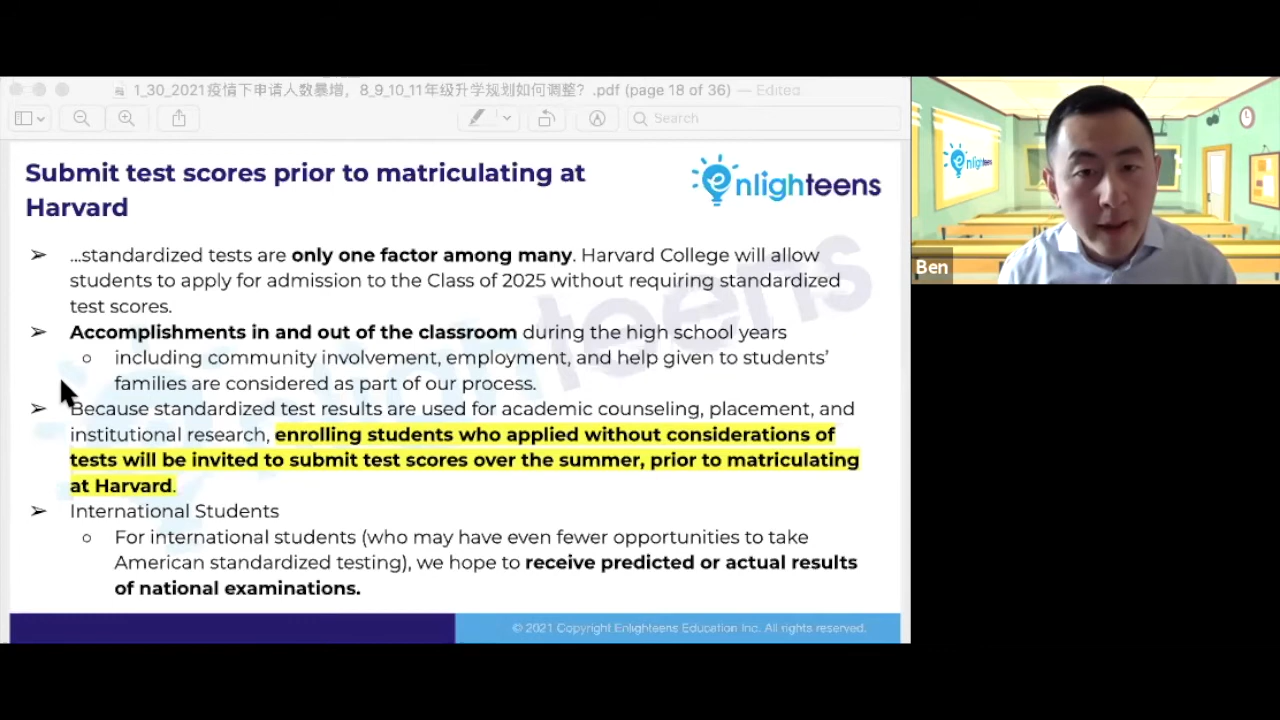 1_30_2021疫情下申请人数暴增，8_9_10_11年级升学规划如何调整？.pdf (page 18 of 36) — Edited
Search
Submit test scores prior to matriculating at
Harvard
enlighteens
➢ ...standardized tests are only one factor among many. Harvard College will allow
students to apply for admission to the Class of 2025 without requiring standardized
test scores.
➢ Accomplishments in and out of the classroom during the high school years
○ including community involvement, employment, and help given to students’
families are considered as part of our process.
➢ Because standardized test results are used for academic counseling, placement, and
institutional research, enrolling students who applied without considerations of
tests will be invited to submit test scores over the summer, prior to matriculating
at Harvard.
➢ International Students
○ For international students (who may have even fewer opportunities to take
American standardized testing), we hope to receive predicted or actual results
of national examinations.
© 2021 Copyright Enlighteens Education Inc. All rights reserved.
enlighteens
enlighteens
Ben